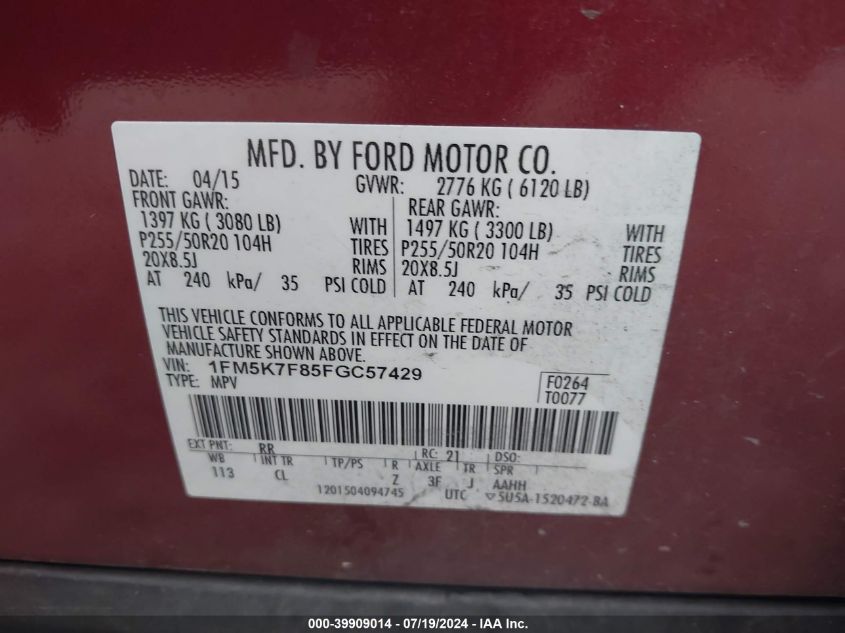 MFD. BY FORD MOTOR CO.
DATE: 04/15 GVWR: 2776 KG ( 6120 LB)
FRONT GAWR: REAR GAWR:
1397 KG ( 3080 LB) WITH 1497 KG ( 3300 LB) WITH
P255/50R20 104H TIRES P255/50R20 104H TIRES
20X8.5J RIMS 20X8.5J RIMS
AT 240 kPa/ 35 PSI COLD AT 240 kPa/ 35 PSI COLD
THIS VEHICLE CONFORMS TO ALL APPLICABLE FEDERAL MOTOR
VEHICLE SAFETY STANDARDS IN EFFECT ON THE DATE OF
MANUFACTURE SHOWN ABOVE.
VIN: 1FM5K7F85FGC57429
TYPE: MPV
F0264
T0077
EXT PNT: RR RC: 21 DSO:
WB INT TR TP/PS R AXLE TR SPR
113 CL Z 3F J AAHH
1201504094745 UTC 5U5A-1520472-BA
000-39909014 / 07/19/2024 - IAA, Inc.